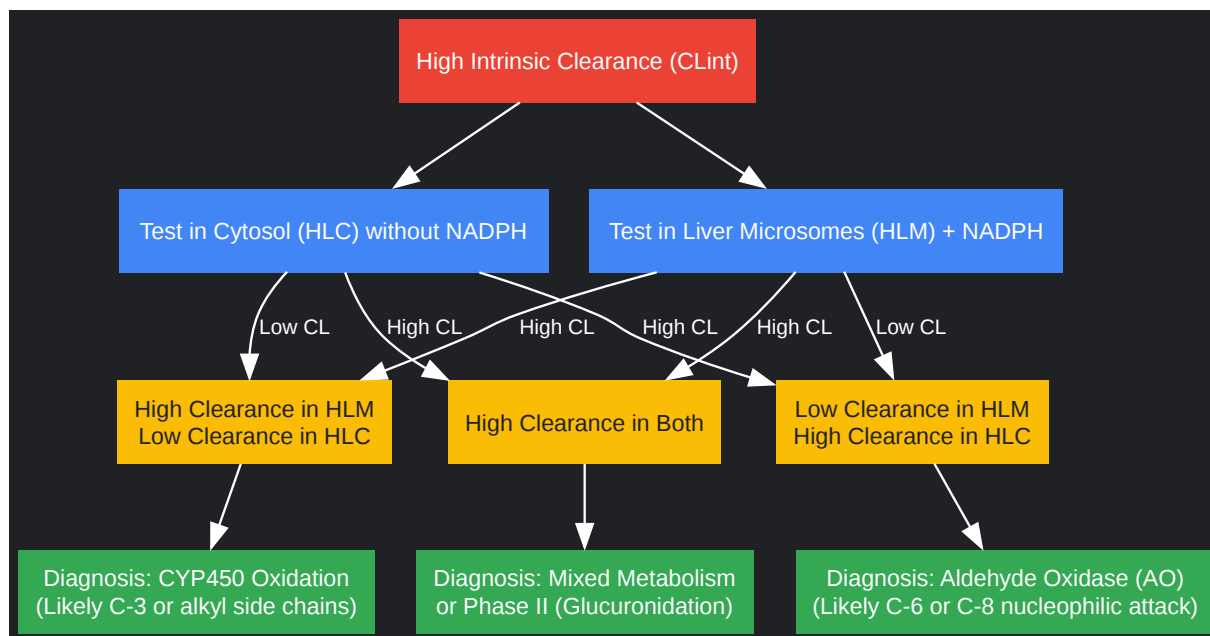 High Intrinsic Clearance (CLint)
Test in Cytosol (HLC) without NADPH
Test in Liver Microsomes (HLM) + NADPH
Low CL
High CL
High CL
High CL
High CL
Low CL
High Clearance in HLM
Low Clearance in HLC
High Clearance in Both
Low Clearance in HLM
High Clearance in HLC
Diagnosis: CYP450 Oxidation
(Likely C-3 or alkyl side chains)
Diagnosis: Mixed Metabolism
or Phase II (Glucuronidation)
Diagnosis: Aldehyde Oxidase (AO)
(Likely C-6 or C-8 nucleophilic attack)